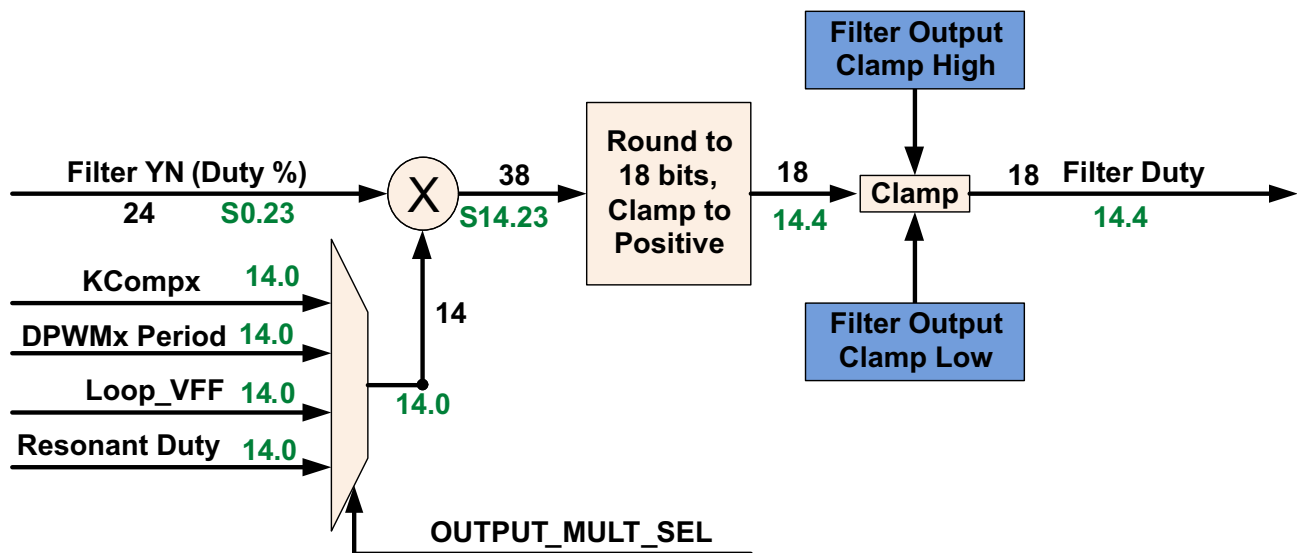 Filter Output
Clamp High
Filter YN (Duty %)
24
S0.23
X
38
S14.23
Round to
18 bits,
Clamp to
Positive
18
14.4
Clamp
18
Filter Duty
14.4
KCompx
14.0
DPWMx Period
14.0
Loop_VFF
14.0
Resonant Duty
14.0
14
14.0
Filter Output
Clamp Low
OUTPUT_MULT_SEL